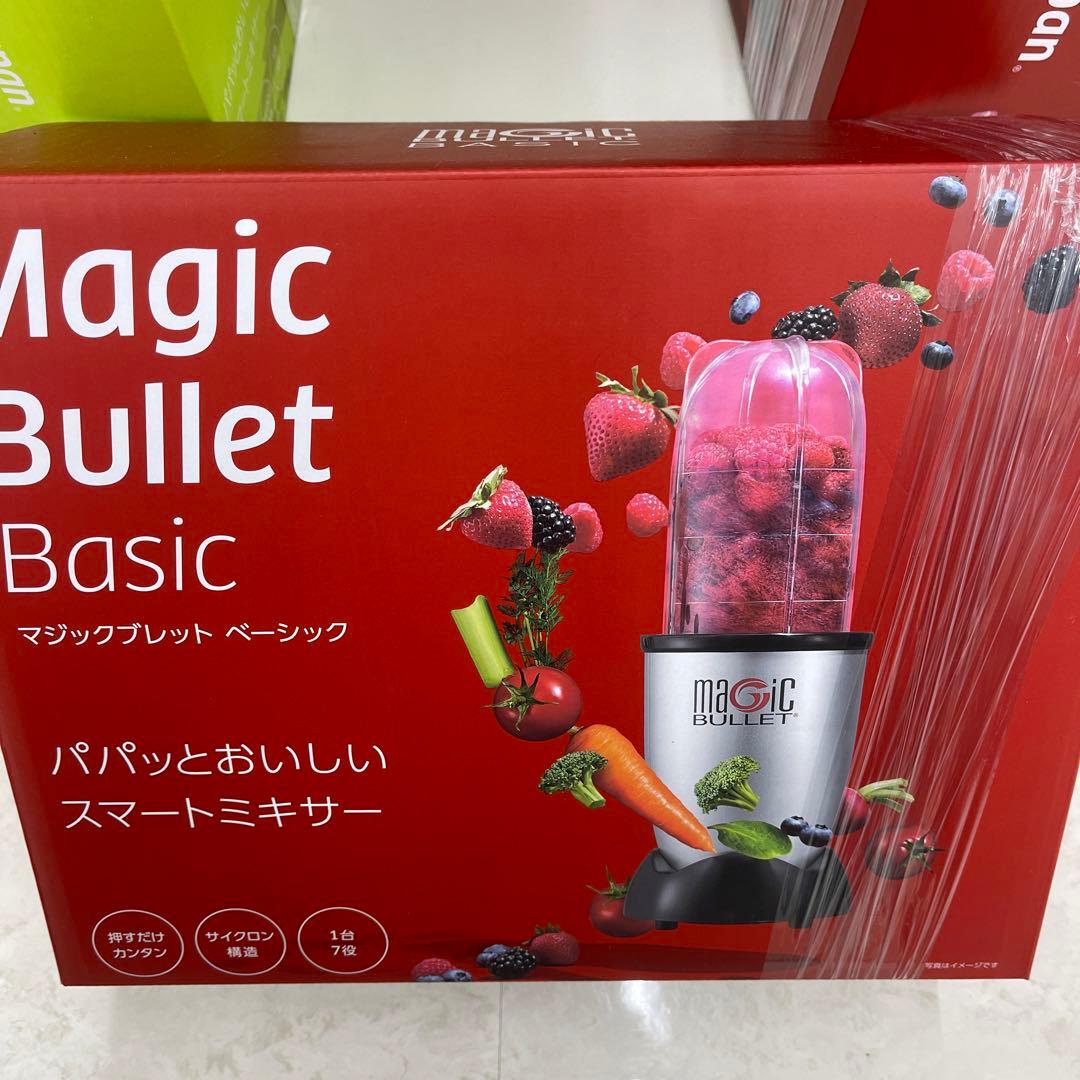 pan
pan
magic
BULLET
BASIC
Magic
Bullet
Basic
マジックブレット ベーシック
パパッとおいしい
スマートミキサー
magic
BULLET®
押すだけ
カンタン
サイクロン
構造
1台
7役
写真はイメージです